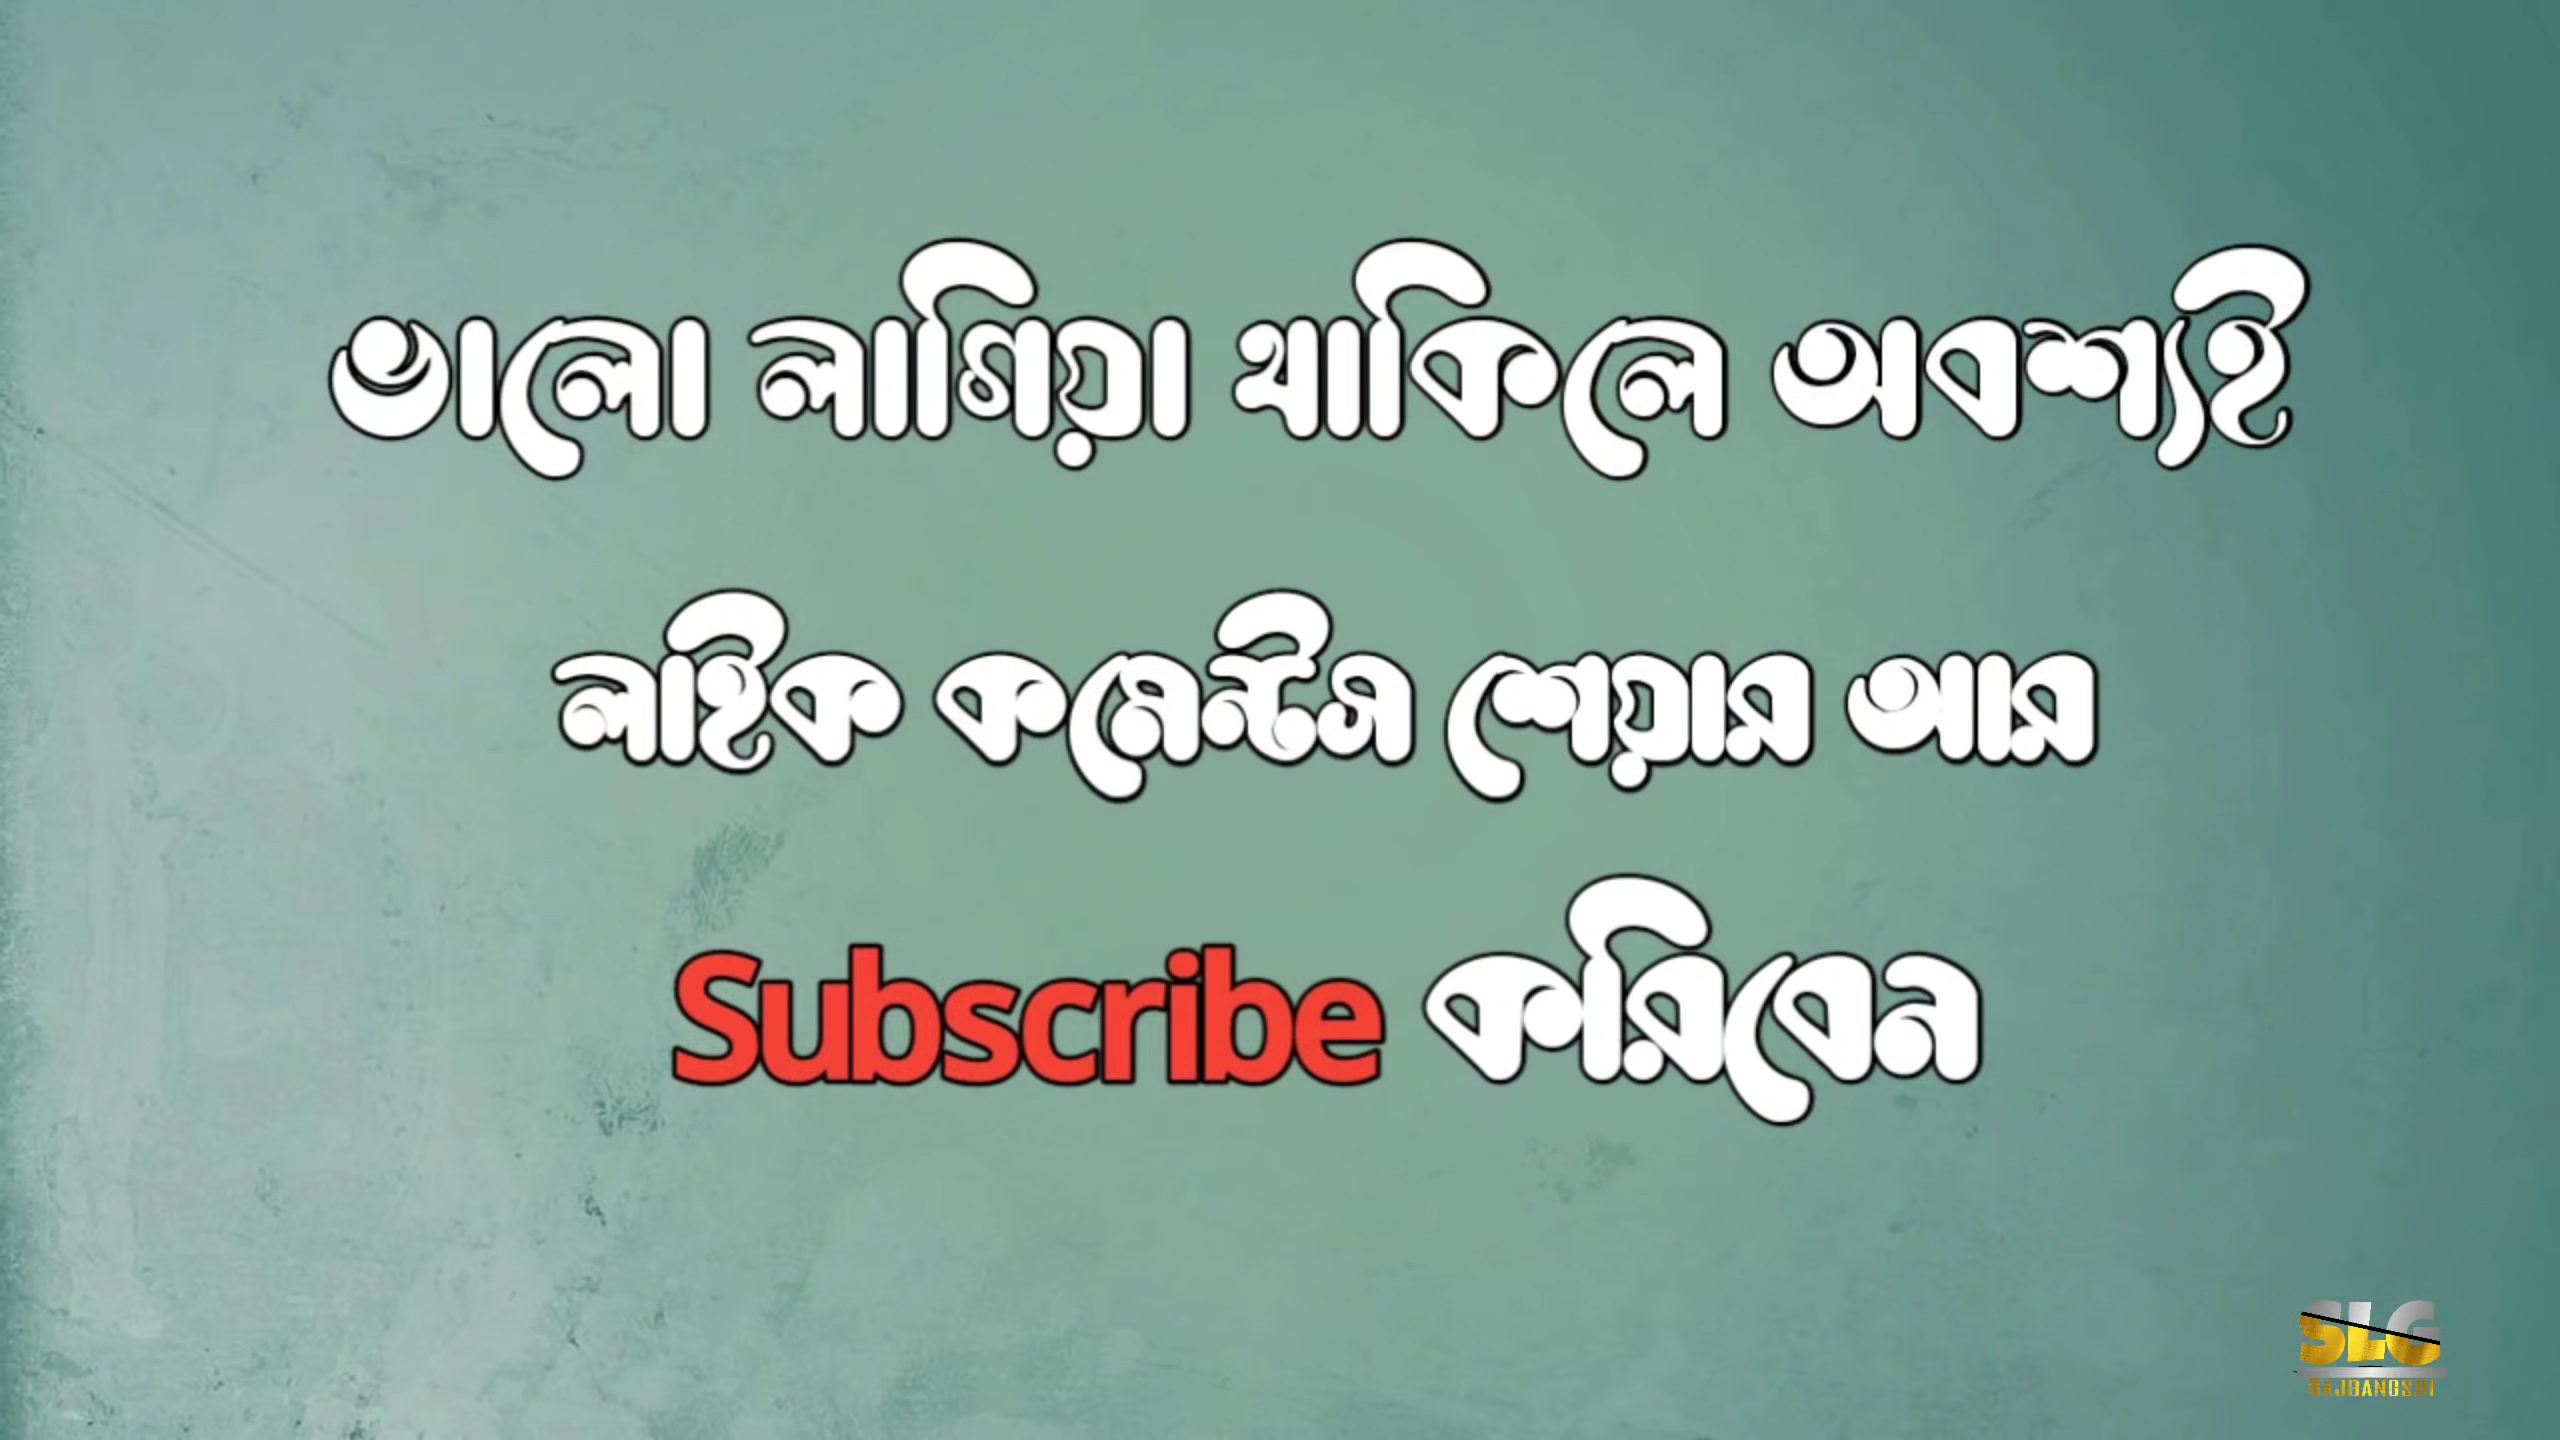 ভালো লাগিয়া থাকিলে অবশ্যই
লাইক কমেন্টস শেয়ার আর
Subscribe করিবেন
SLG
RAJBANGSHI